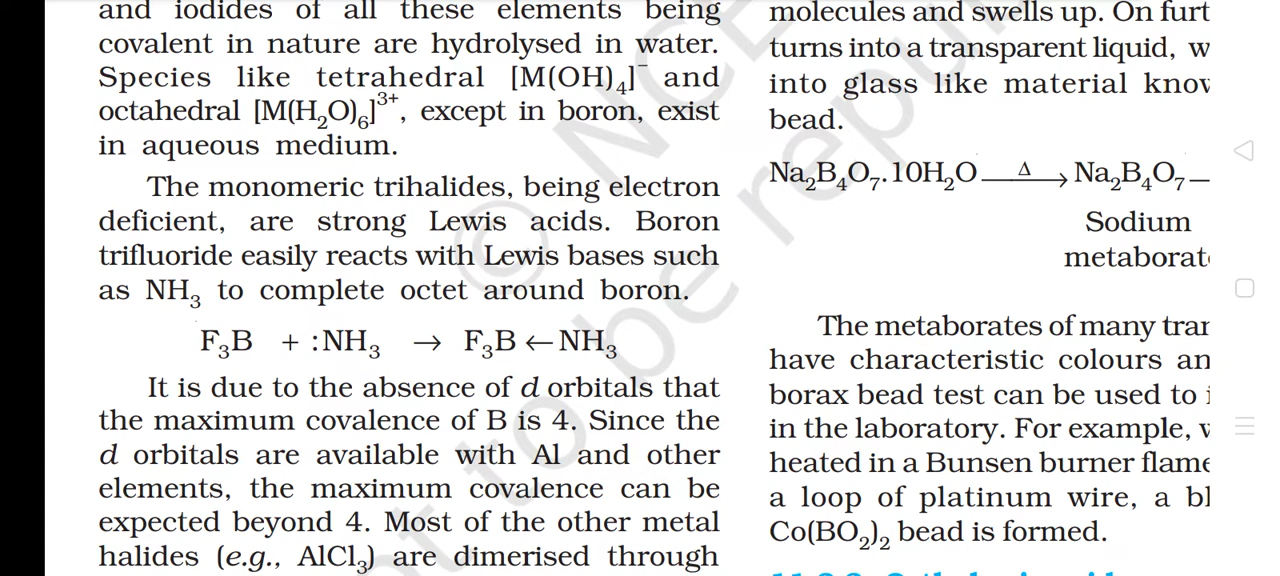 and iodides of all these elements being
covalent in nature are hydrolysed in water.
Species like tetrahedral [M(OH)₄]⁻ and
octahedral [M(H₂O)₆]³⁺, except in boron, exist
in aqueous medium.
The monomeric trihalides, being electron
deficient, are strong Lewis acids. Boron
trifluoride easily reacts with Lewis bases such
as NH₃ to complete octet around boron.
F₃B + :NH₃ → F₃B ← NH₃
It is due to the absence of d orbitals that
the maximum covalence of B is 4. Since the
d orbitals are available with Al and other
elements, the maximum covalence can be
expected beyond 4. Most of the other metal
halides (e.g., AlCl₃) are dimerised through
molecules and swells up. On furt
turns into a transparent liquid, w
into glass like material know
bead.
Na₂B₄O₇.10H₂O —Δ→ Na₂B₄O₇ —
Sodium
metaborat
The metaborates of many tran
have characteristic colours an
borax bead test can be used to i
in the laboratory. For example, w
heated in a Bunsen burner flame
a loop of platinum wire, a bl
Co(BO₂)₂ bead is formed.
© NCE
not to be repu